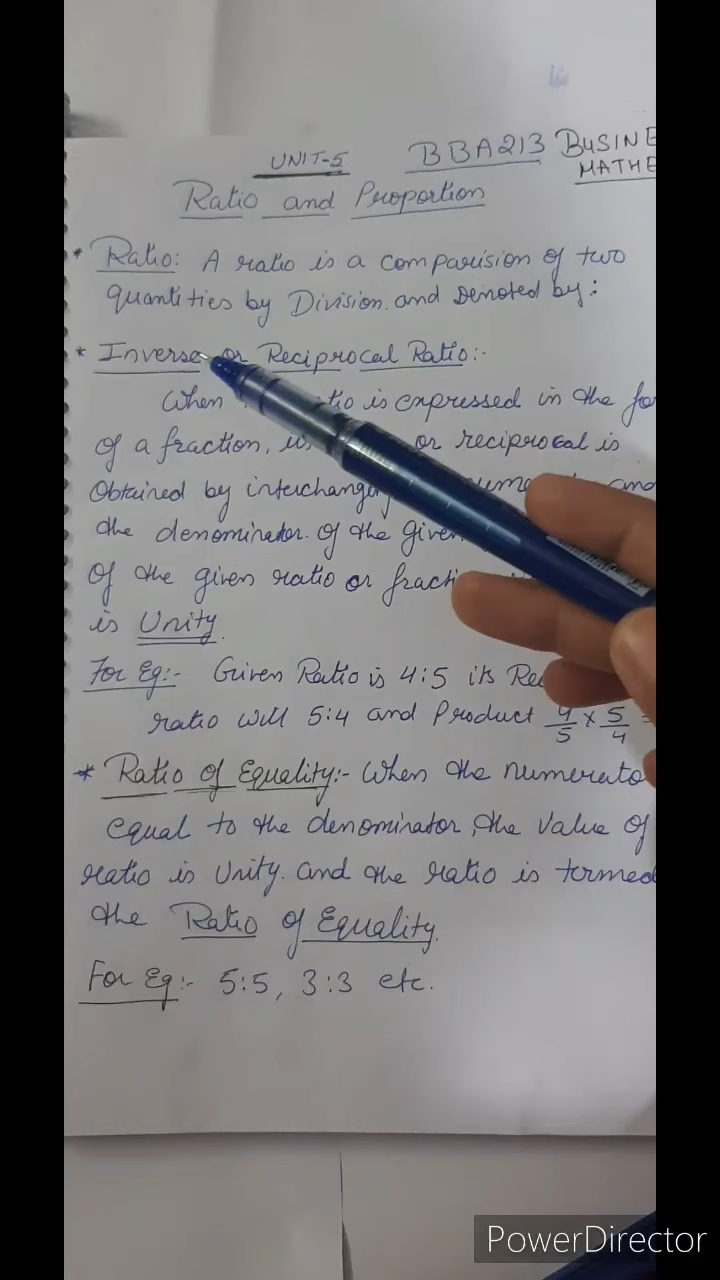 UNIT-5 BBA213 BUSINE
MATHE
Ratio and Proportion
* Ratio: A ratio is a comparision of two
quantities by Division. and Denoted by :
* Inverse or Reciprocal Ratio:-
When tio is expressed in the fo
of a fraction, or reciprocal is
Obtained by interchang and
the denominator. Of the given
of the given ratio or fracti
is Unity.
For Eg:- Given Ratio is 4:5 its Re
ratio will 5:4 and Product 4/5 × 5/4 =
* Ratio of Equality:- When the numerato
equal to the denominator, the value of
ratio is Unity. and the ratio is termed
the Ratio of Equality.
For Eg:- 5:5, 3:3 etc.
PowerDirector